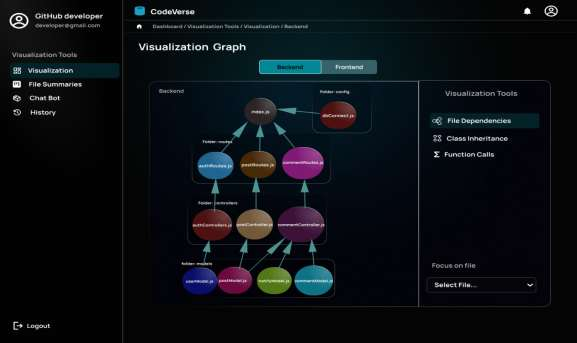 GitHub developer
developer@gmail.com
CodeVerse
Dashboard / Visualization Tools / Visualization / Backend
Visualization Tools
Visualization
File Summaries
Chat Bot
History
Logout
Visualization Graph
Backend
Frontend
Backend
Folder: config
index.js
dbConnect.js
Folder: routes
authRoutes.js
postRoutes.js
commentRoutes.js
Folder: controllers
authControllers.js
postController.js
commentController.js
Folder: models
userModel.js
postModel.js
commentModel.js
Visualization Tools
File Dependencies
Class Inheritance
Function Calls
Focus on file
Select File...